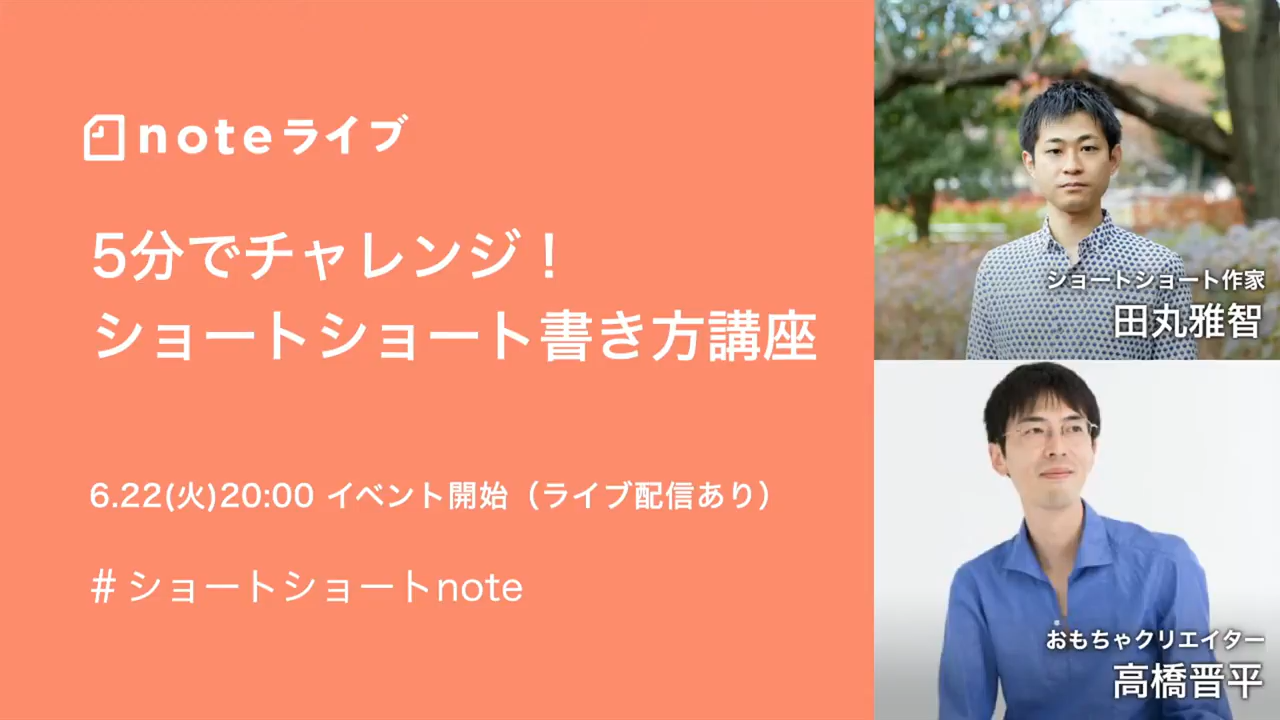 noteライブ
5分でチャレンジ！
ショートショート書き方講座
6.22(火)20:00 イベント開始（ライブ配信あり）
#ショートショートnote
ショートショート作家
田丸雅智
おもちゃクリエイター
高橋晋平